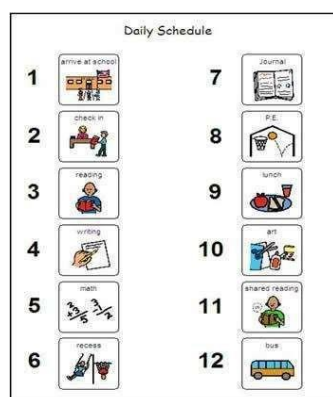 Daily Schedule
1
arrive at school
2
check in
3
reading
4
writing
5
math
6
recess
7
Journal
8
P.E.
9
lunch
10
art
11
shared reading
12
bus